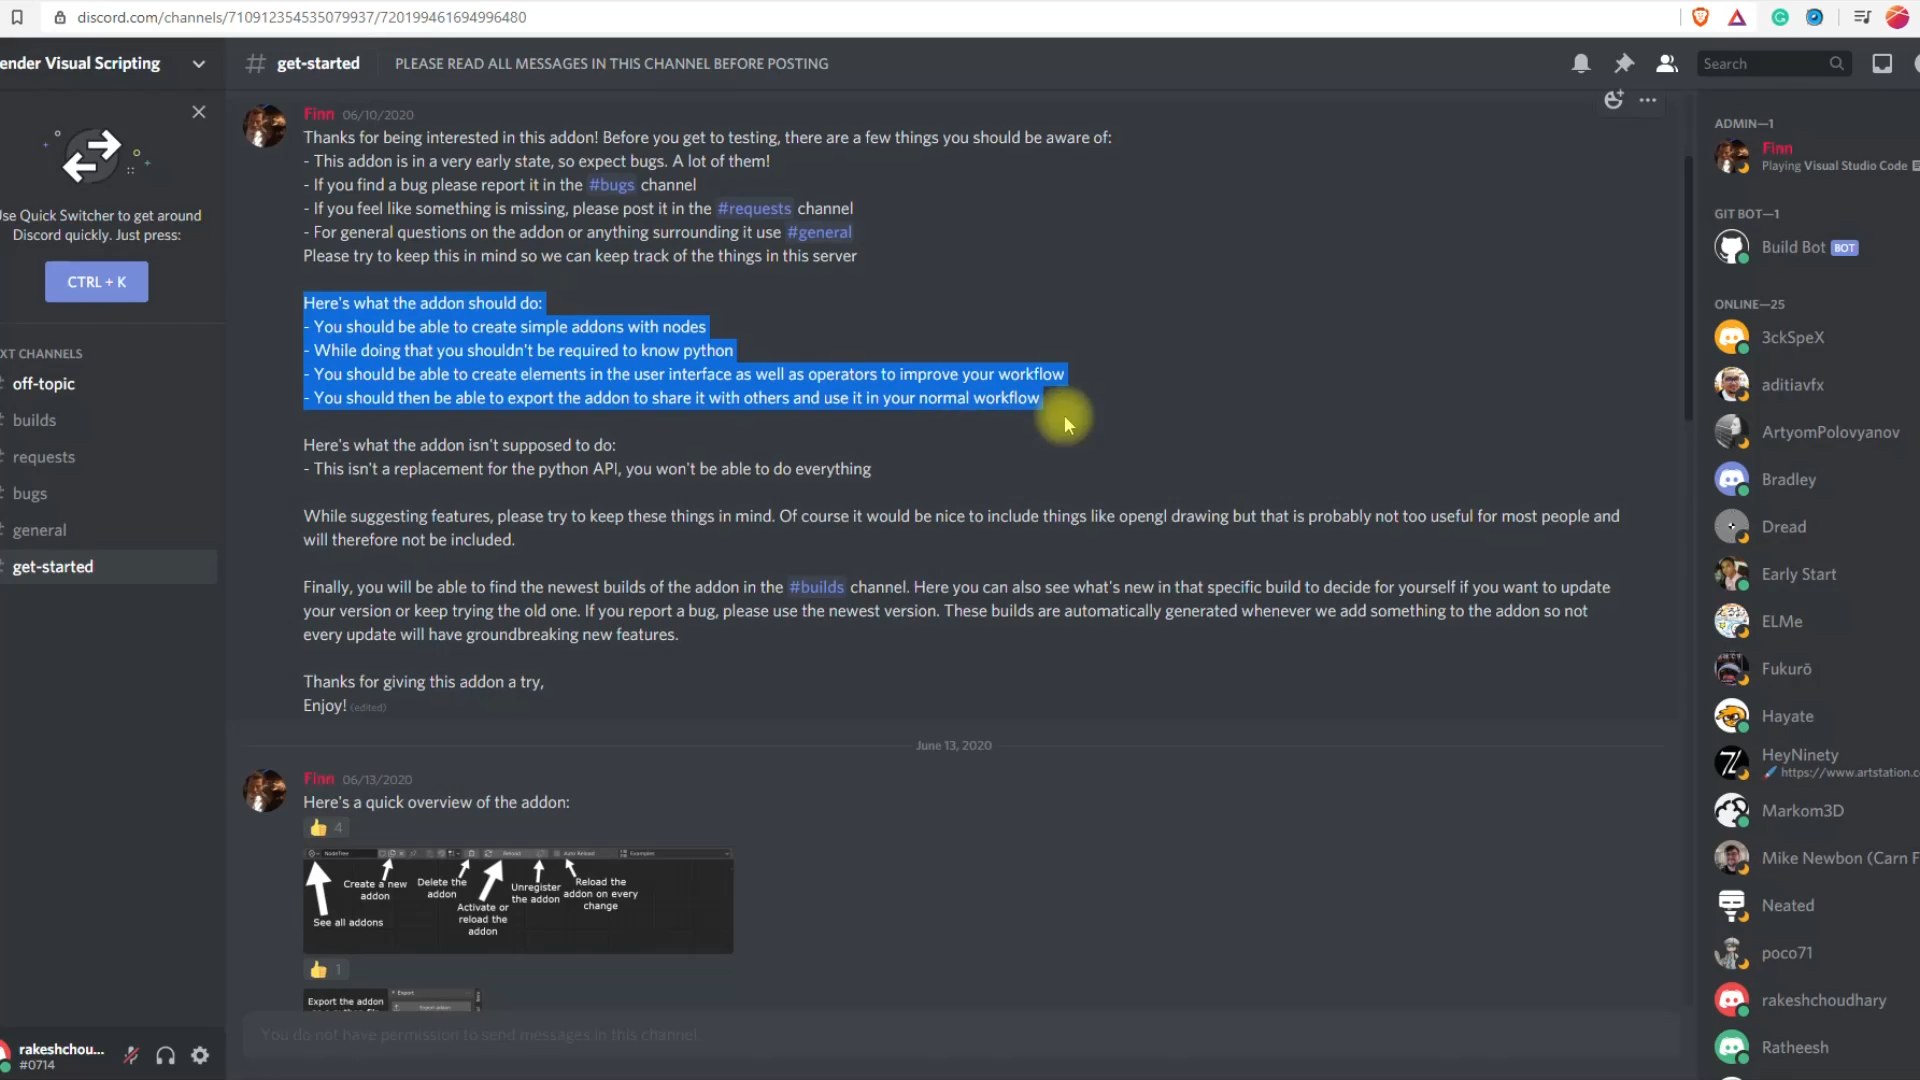 discord.com/channels/710912354535079937/720199461694996480
ender Visual Scripting
get-started
PLEASE READ ALL MESSAGES IN THIS CHANNEL BEFORE POSTING
Search
se Quick Switcher to get around
Discord quickly. Just press:
CTRL + K
XT CHANNELS
off-topic
builds
requests
bugs
general
get-started
rakeshchou...
#0714
Finn 06/10/2020
Thanks for being interested in this addon! Before you get to testing, there are a few things you should be aware of:
- This addon is in a very early state, so expect bugs. A lot of them!
- If you find a bug please report it in the #bugs channel
- If you feel like something is missing, please post it in the #requests channel
- For general questions on the addon or anything surrounding it use #general
Please try to keep this in mind so we can keep track of the things in this server
Here's what the addon should do:
- You should be able to create simple addons with nodes
- While doing that you shouldn't be required to know python
- You should be able to create elements in the user interface as well as operators to improve your workflow
- You should then be able to export the addon to share it with others and use it in your normal workflow
Here's what the addon isn't supposed to do:
- This isn't a replacement for the python API, you won't be able to do everything
While suggesting features, please try to keep these things in mind. Of course it would be nice to include things like opengl drawing but that is probably not too useful for most people and
will therefore not be included.
Finally, you will be able to find the newest builds of the addon in the #builds channel. Here you can also see what's new in that specific build to decide for yourself if you want to update
your version or keep trying the old one. If you report a bug, please use the newest version. These builds are automatically generated whenever we add something to the addon so not
every update will have groundbreaking new features.
Thanks for giving this addon a try,
Enjoy! (edited)
June 13, 2020
Finn 06/13/2020
Here's a quick overview of the addon:
4
NodeTree
Reload
Auto Reload
Examples
See all addons
Create a new
addon
Delete the
addon
Activate or
reload the
addon
Unregister
the addon
Reload the
addon on every
change
1
Export the addon
Export
Export addon
You do not have permission to send messages in this channel.
ADMIN—1
Finn
Playing Visual Studio Code
GIT BOT—1
Build Bot BOT
ONLINE—25
3ckSpeX
aditiavfx
ArtyomPolovyanov
Bradley
Dread
Early Start
ELMe
Fukurō
Hayate
HeyNinety
https://www.artstation.c
Markom3D
Mike Newbon (Carn F
Neated
poco71
rakeshchoudhary
Ratheesh